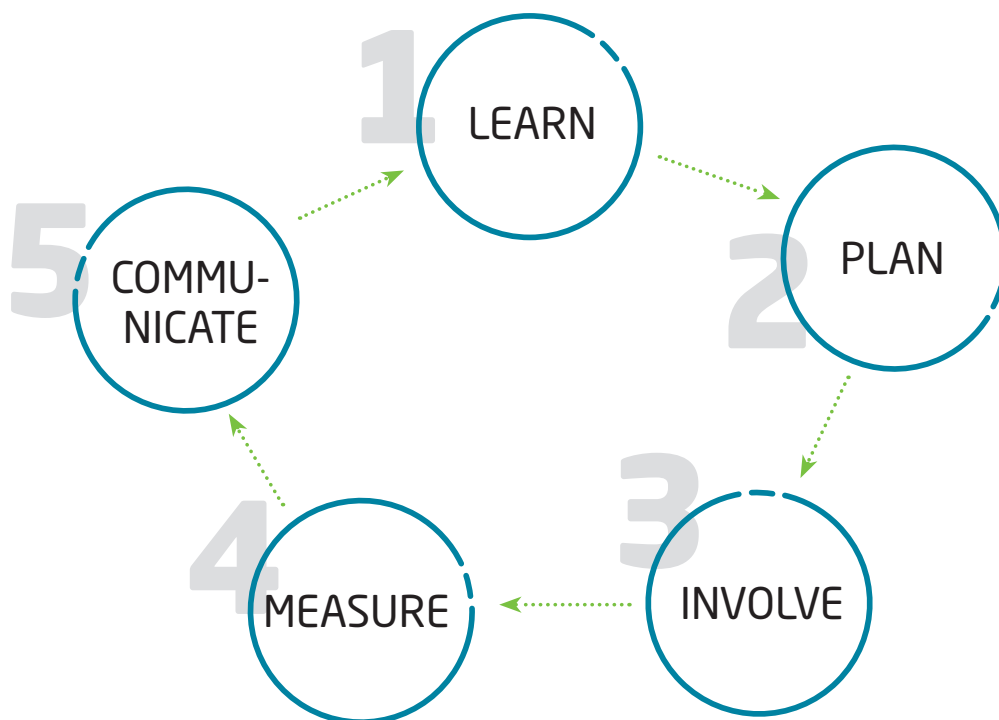 1
LEARN
2
PLAN
3
INVOLVE
4
MEASURE
5
COMMU-
NICATE